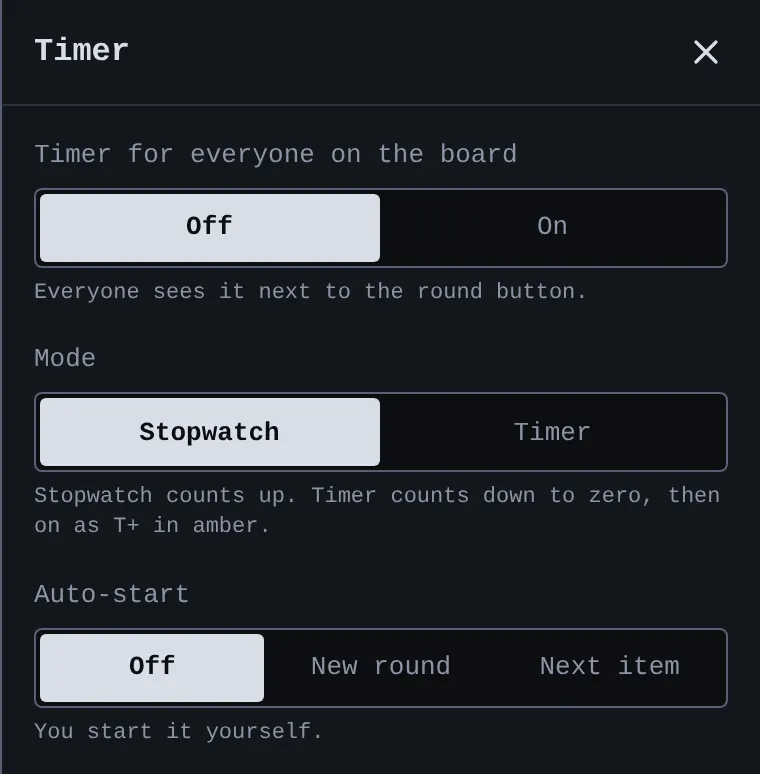 Timer
Timer for everyone on the board
Off
On
Everyone sees it next to the round button.
Mode
Stopwatch
Timer
Stopwatch counts up. Timer counts down to zero, then
on as T+ in amber.
Auto-start
Off
New round
Next item
You start it yourself.